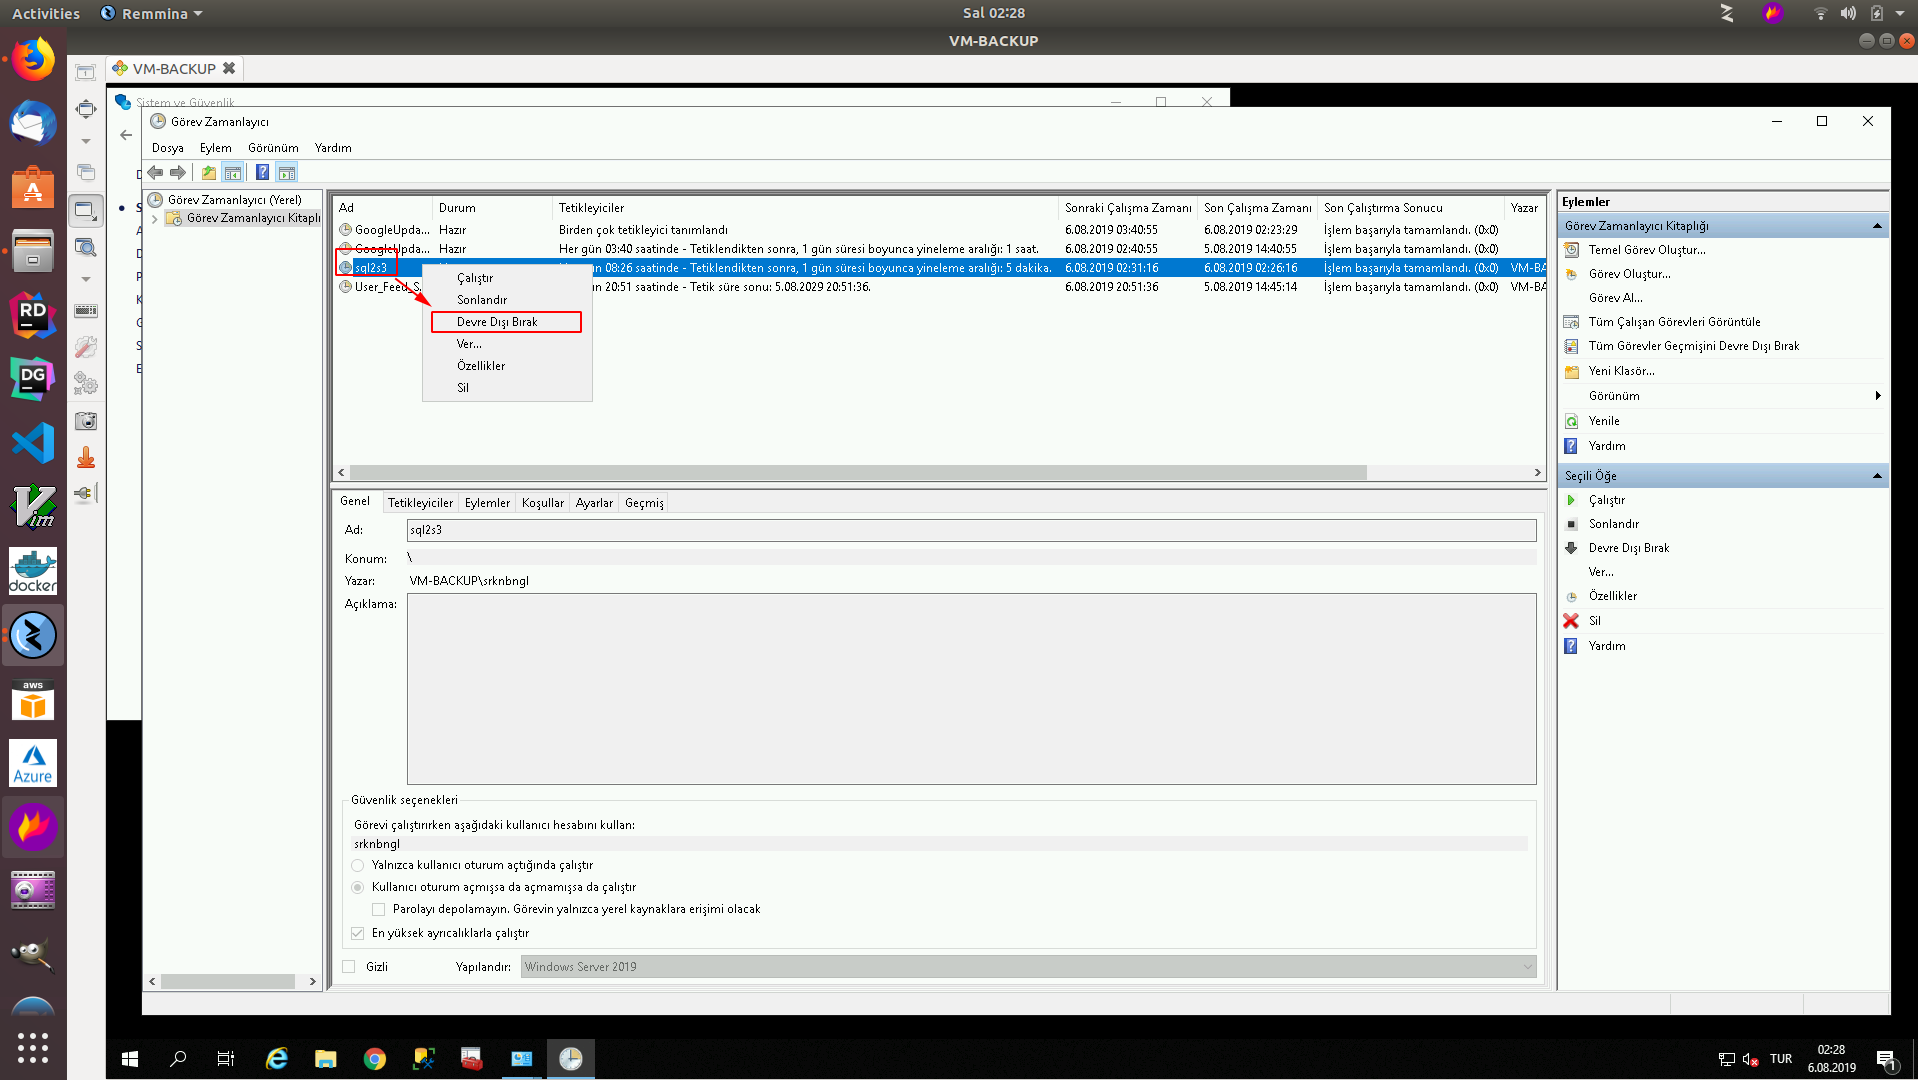 Activities
Remmina
Sal 02:28
VM-BACKUP
VM-BACKUP
Sistem ve Güvenlik
Görev Zamanlayıcı
Dosya Eylem Görünüm Yardım
Görev Zamanlayıcı (Yerel)
Görev Zamanlayıcı Kitaplı
Ad Durum Tetikleyiciler Sonraki Çalışma Zamanı Son Çalışma Zamanı Son Çalıştırma Sonucu Yazar
GoogleUpda... Hazır Birden çok tetikleyici tanımlandı 6.08.2019 03:40:55 6.08.2019 02:23:29 İşlem başarıyla tamamlandı. (0x0)
GoogleUpda... Hazır Her gün 03:40 saatinde - Tetiklendikten sonra, 1 gün süresi boyunca yineleme aralığı: 1 saat. 6.08.2019 02:40:55 5.08.2019 14:40:55 İşlem başarıyla tamamlandı. (0x0)
sql2s3 08:26 saatinde - Tetiklendikten sonra, 1 gün süresi boyunca yineleme aralığı: 5 dakika. 6.08.2019 02:31:16 6.08.2019 02:26:16 İşlem başarıyla tamamlandı. (0x0) VM-BA
User_Feed_S. ün 20:51 saatinde - Tetik süre sonu: 5.08.2029 20:51:36. 6.08.2019 20:51:36 5.08.2019 14:45:14 İşlem başarıyla tamamlandı. (0x0) VM-BA
Çalıştır
Sonlandır
Devre Dışı Bırak
Ver...
Özellikler
Sil
Genel Tetikleyiciler Eylemler Koşullar Ayarlar Geçmiş
Ad: sql2s3
Konum: \
Yazar: VM-BACKUP\srknbngl
Açıklama:
Güvenlik seçenekleri
Görevi çalıştırırken aşağıdaki kullanıcı hesabını kullan:
srknbngl
Yalnızca kullanıcı oturum açtığında çalıştır
Kullanıcı oturum açmışsa da açmamışsa da çalıştır
Parolayı depolamayın. Görevin yalnızca yerel kaynaklara erişimi olacak
En yüksek ayrıcalıklarla çalıştır
Gizli Yapılandır: Windows Server 2019
Eylemler
Görev Zamanlayıcı Kitaplığı
Temel Görev Oluştur...
Görev Oluştur...
Görev Al...
Tüm Çalışan Görevleri Görüntüle
Tüm Görevler Geçmişini Devre Dışı Bırak
Yeni Klasör...
Görünüm
Yenile
Yardım
Seçili Öğe
Çalıştır
Sonlandır
Devre Dışı Bırak
Ver...
Özellikler
Sil
Yardım
RD
DG
Vim
docker
aws
Azure
TUR
02:28
6.08.2019
1